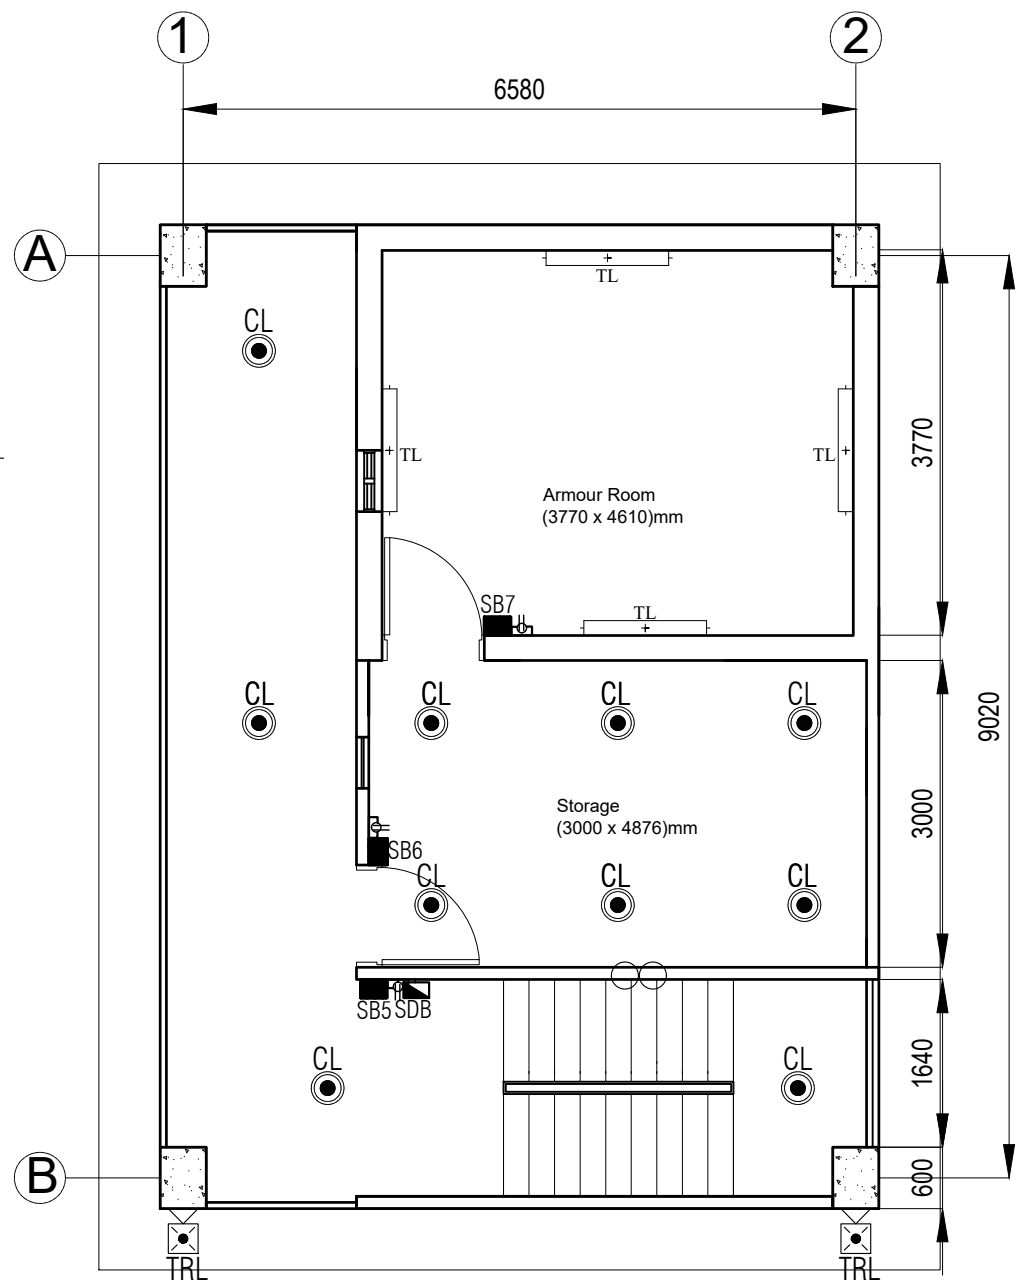 1
2
6580
A
TL
CL
3770
TL
TL
Armour Room
(3770 x 4610)mm
SB7
TL
CL
CL
CL
CL
9020
3000
Storage
(3000 x 4876)mm
SB6
CL
CL
CL
SB5
SDB
CL
CL
1640
B
600
TRL
TRL